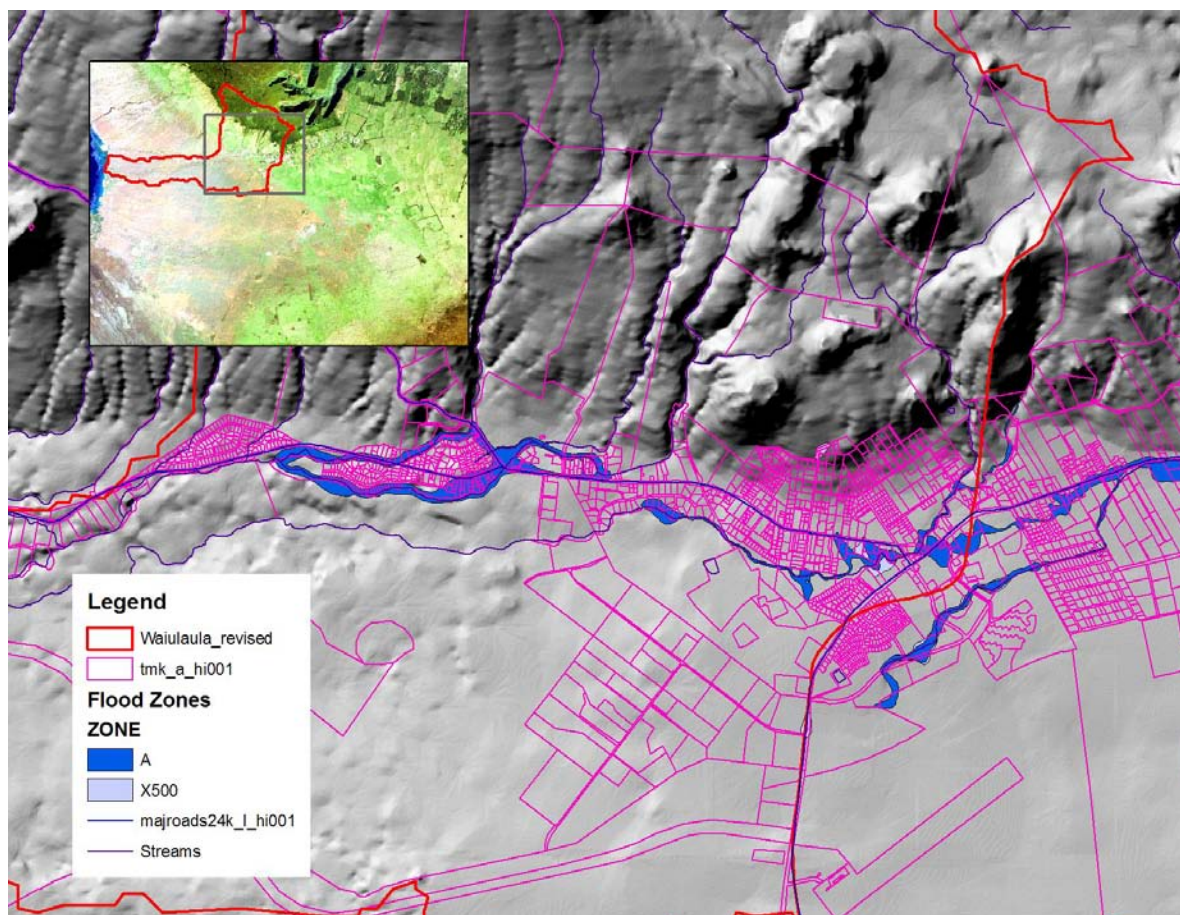 Legend
Waiulaula_revised
tmk_a_hi001
Flood Zones
ZONE
A
X500
majroads24k_l_hi001
Streams